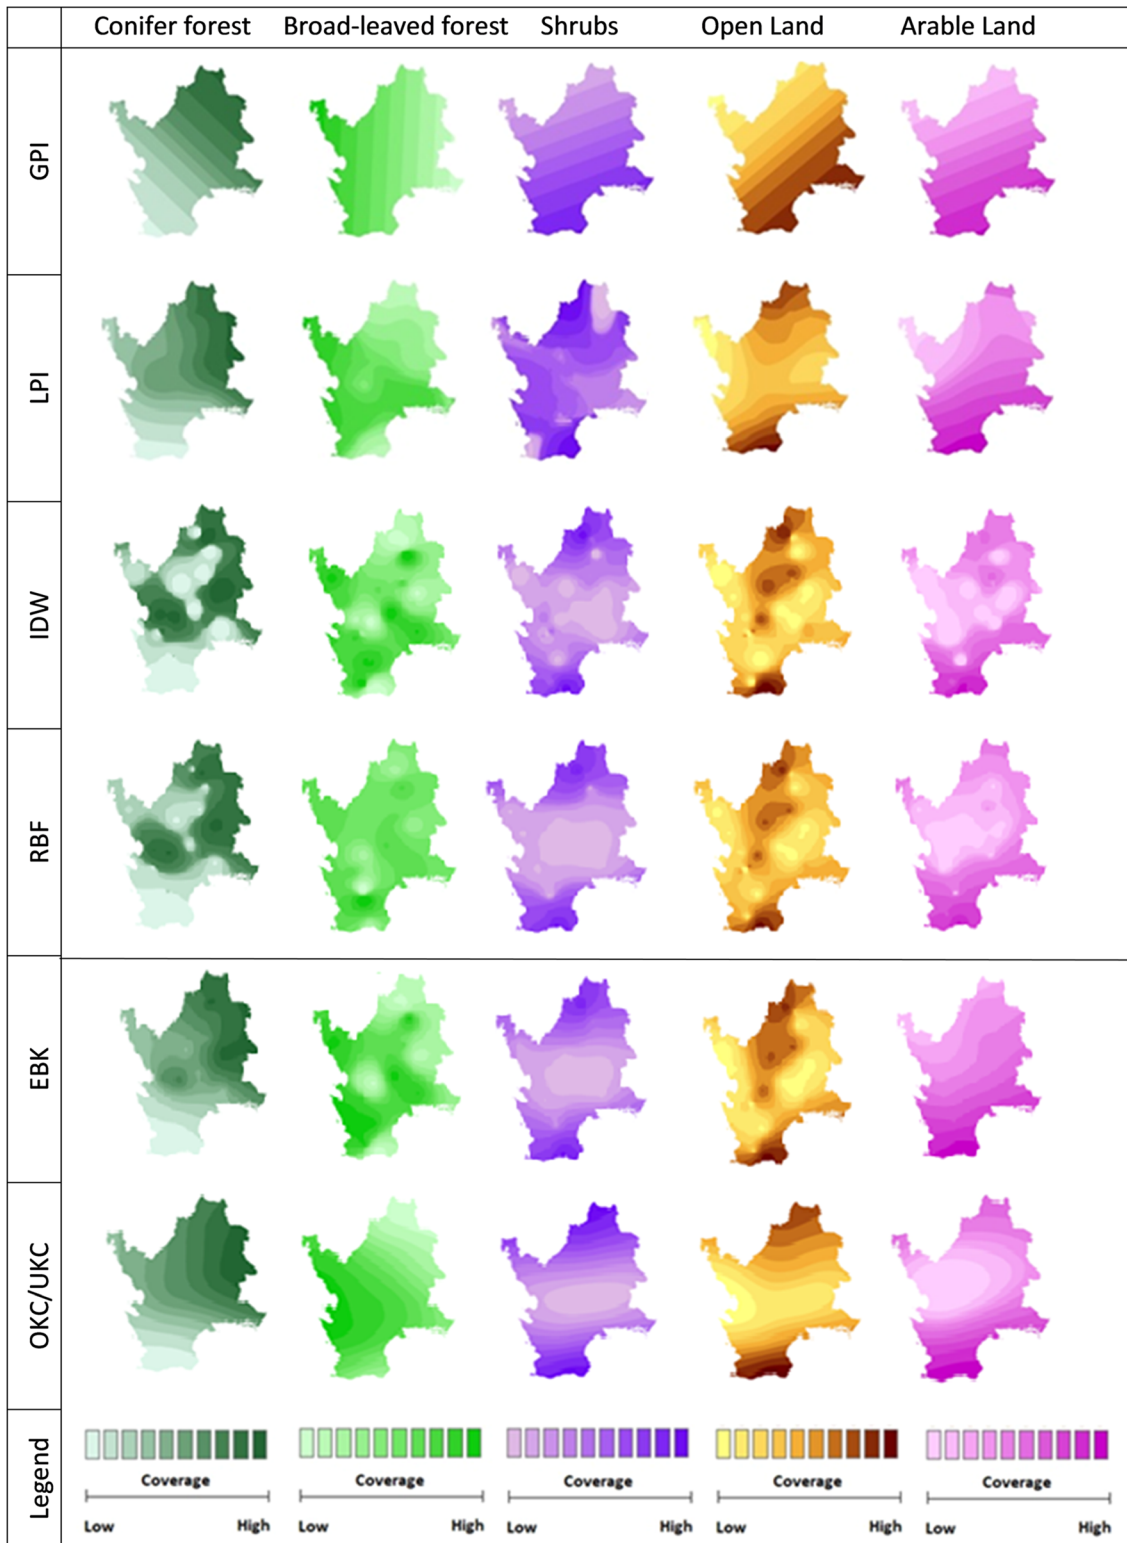 Conifer forest Broad-leaved forest Shrubs Open Land Arable Land
GPI
LPI
IDW
RBF
EBK
OKC/UKC
Legend
Coverage Coverage Coverage Coverage Coverage
Low High Low High Low High Low High Low High